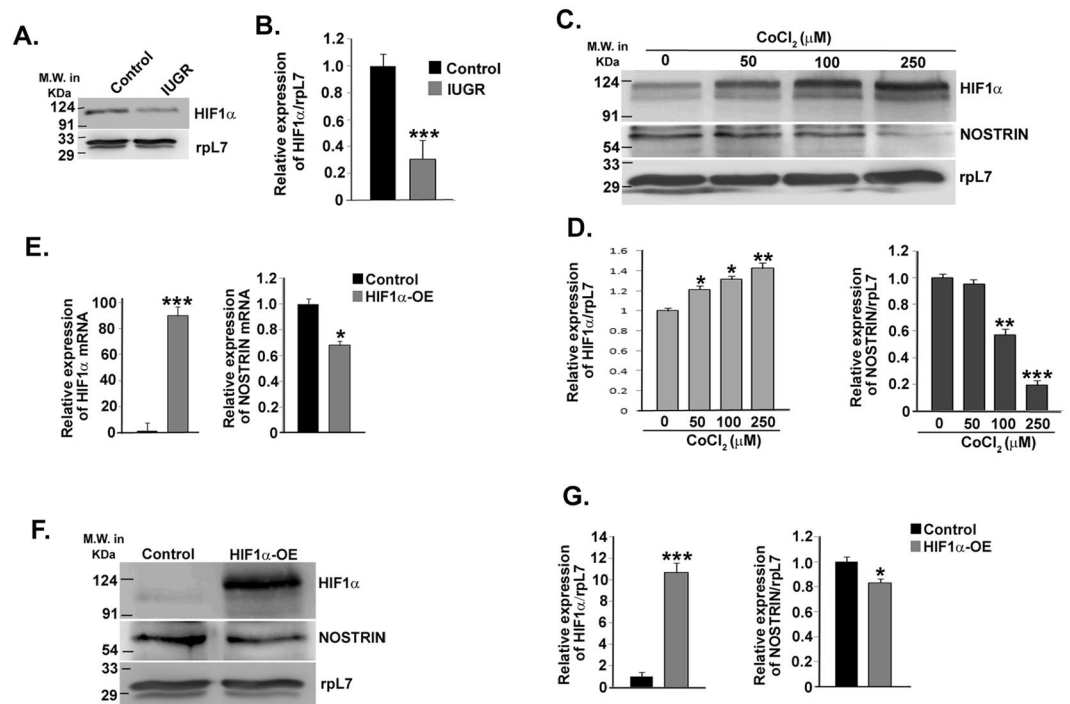 A.
M.W. in
KDa
Control
IUGR
124
91
33
29
HIF1α
rpL7
B.
Relative expression
of HIF1α/rpL7
1.2
1.0
0.8
0.6
0.4
0.2
0
***
Control
IUGR
C.
CoCl2 (μM)
M.W. in
KDa
0 50 100 250
124
91
54
33
29
HIF1α
NOSTRIN
rpL7
D.
Relative expression
of HIF1α/rpL7
1.6
1.4
1.2
1
0.8
0.6
0.4
0.2
0
* * **
0 50 100 250
CoCl2 (μM)
Relative expression
of NOSTRIN/rpL7
1.2
1.0
0.8
0.6
0.4
0.2
0
** ***
0 50 100 250
CoCl2 (μM)
E.
Relative expression
of HIF1α mRNA
100
80
60
40
20
0
***
Relative expression
of NOSTRIN mRNA
1.2
1.0
0.8
0.6
0.4
0.2
0
*
Control
HIF1α-OE
F.
M.W. in
KDa
Control HIF1α-OE
124
91
54
33
29
HIF1α
NOSTRIN
rpL7
G.
Relative expression
of HIF1α/rpL7
14
12
10
8
6
4
2
0
***
Relative expression
of NOSTRIN/rpL7
1.2
1.0
0.8
0.6
0.4
0.2
0
*
Control
HIF1α-OE